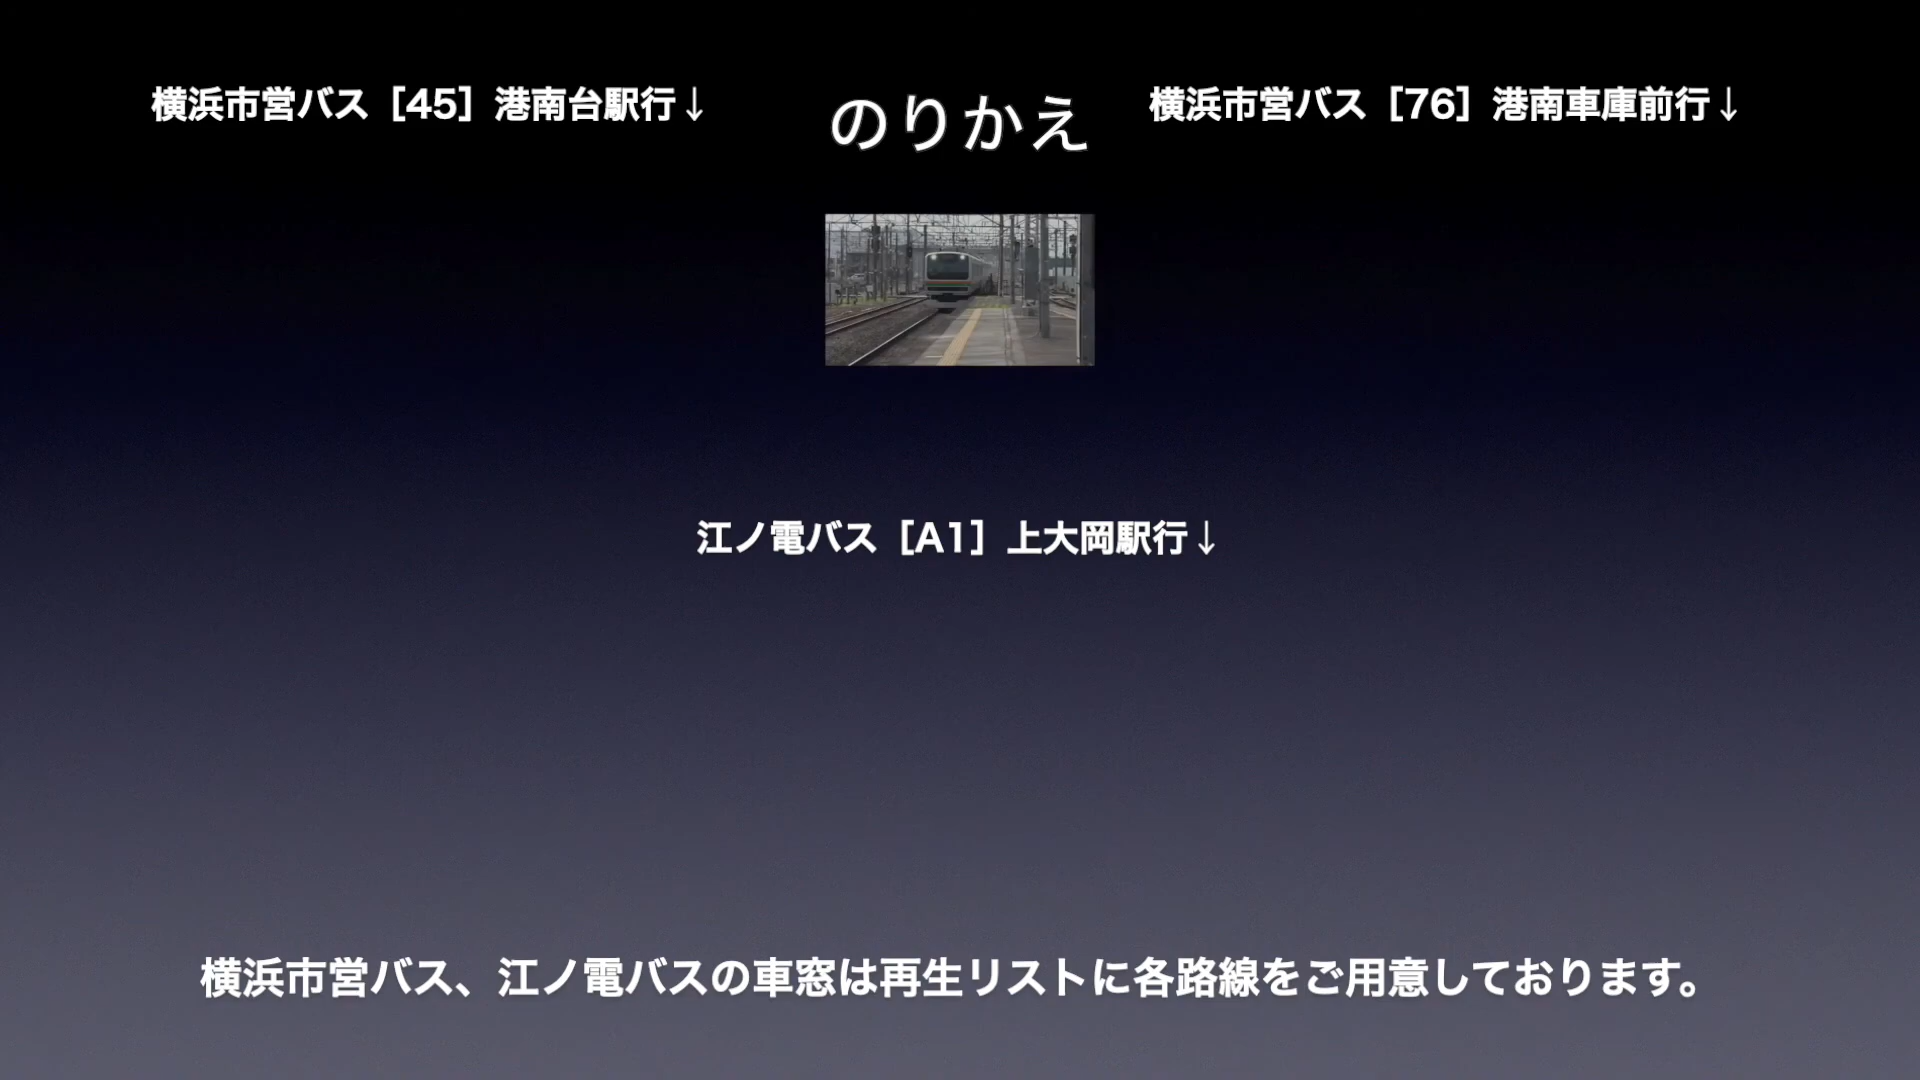 横浜市営バス［45］港南台駅行↓
のりかえ
横浜市営バス［76］港南車庫前行↓
江ノ電バス［A1］上大岡駅行↓
横浜市営バス、江ノ電バスの車窓は再生リストに各路線をご用意しております。